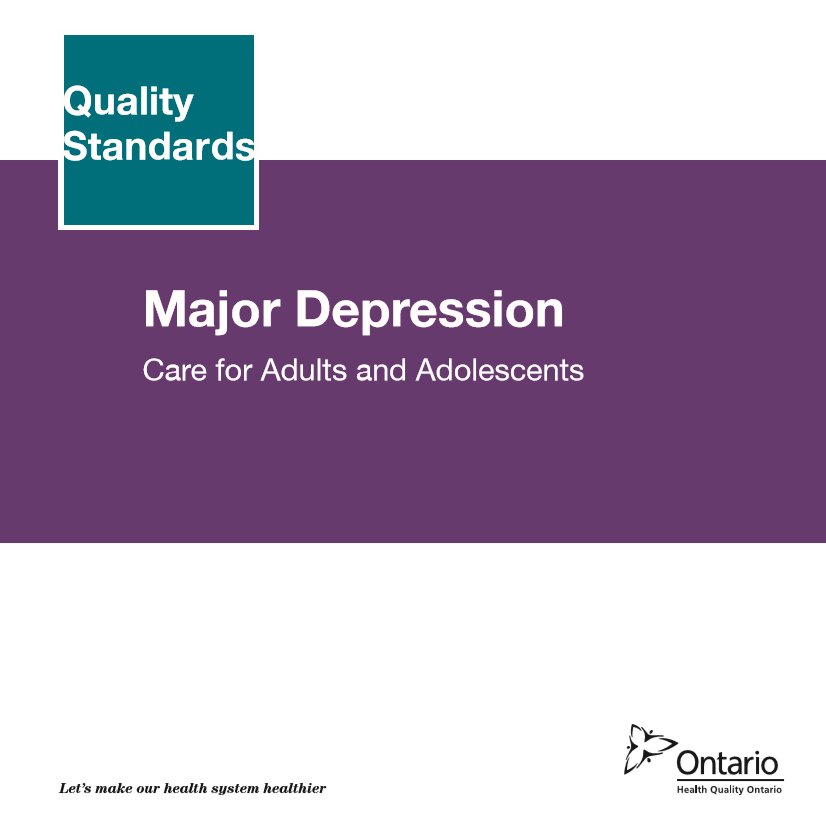 Quality
Standards
Major Depression
Care for Adults and Adolescents
Let’s make our health system healthier
Ontario
Health Quality Ontario